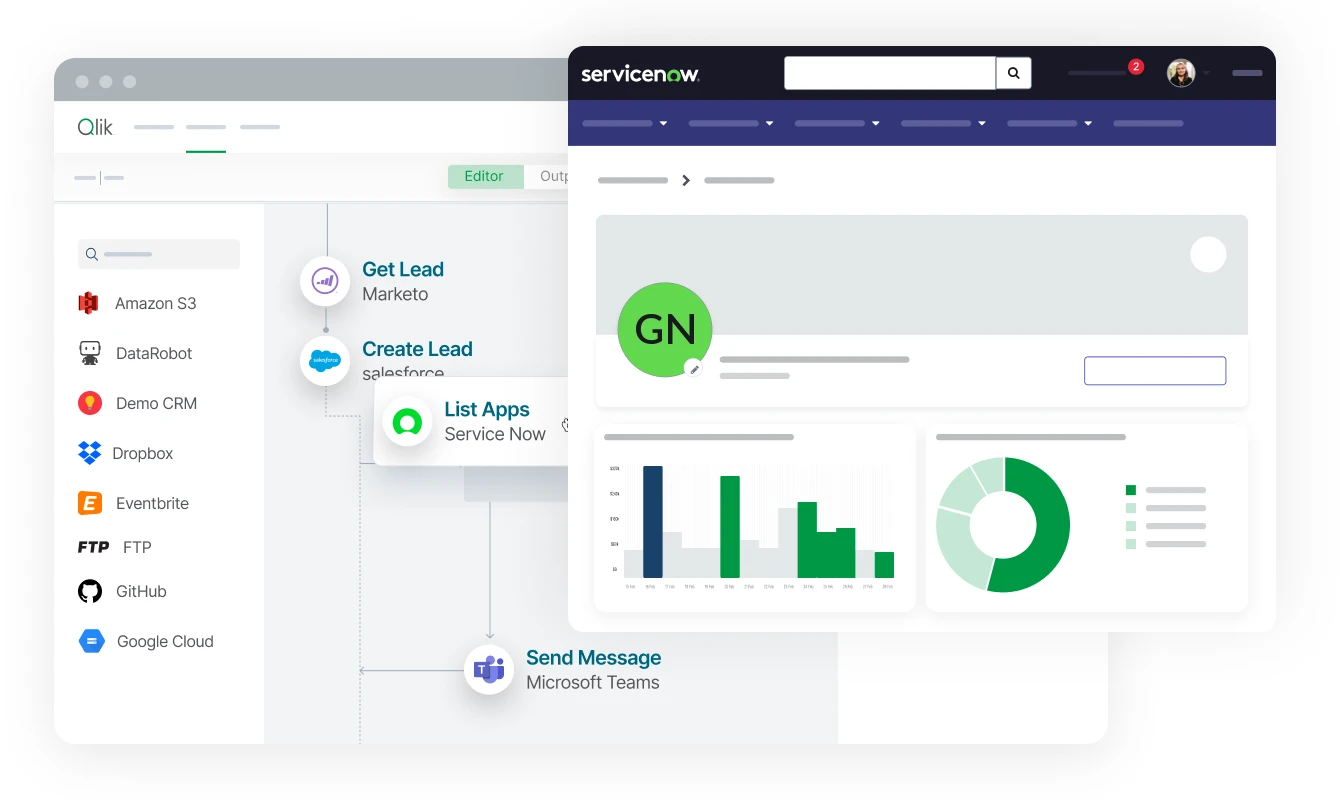 Qlik
Editor
Outp
Amazon S3
DataRobot
Demo CRM
Dropbox
Eventbrite
FTP FTP
GitHub
Google Cloud
Get Lead
Marketo
Create Lead
salesforce
salesforce
List Apps
Service Now
Send Message
Microsoft Teams
servicenow
2
GN